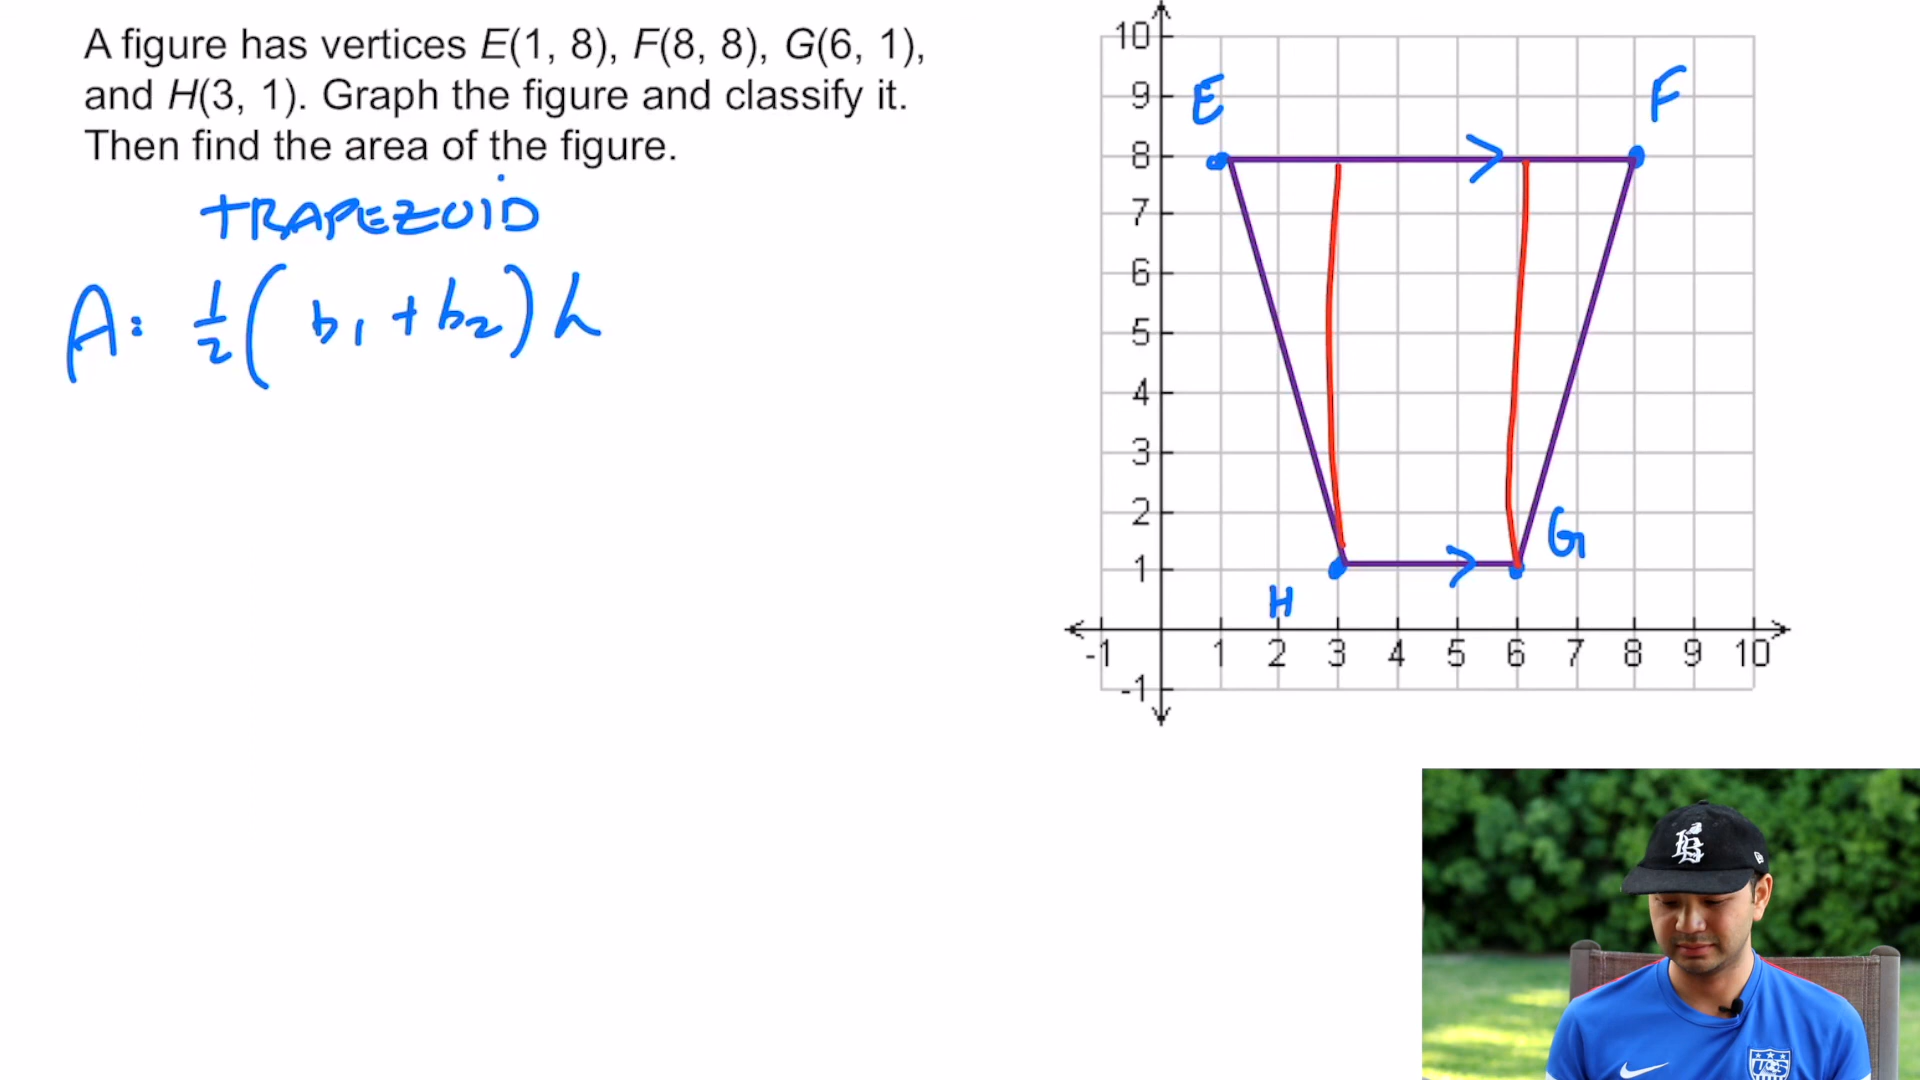 A figure has vertices E(1, 8), F(8, 8), G(6, 1),
and H(3, 1). Graph the figure and classify it.
Then find the area of the figure.
TRAPEZOID
A: 1/2 ( b1 + b2 ) h
10
9
8
7
6
5
4
3
2
1
-1
-1 1 2 3 4 5 6 7 8 9 10
E
F
G
H